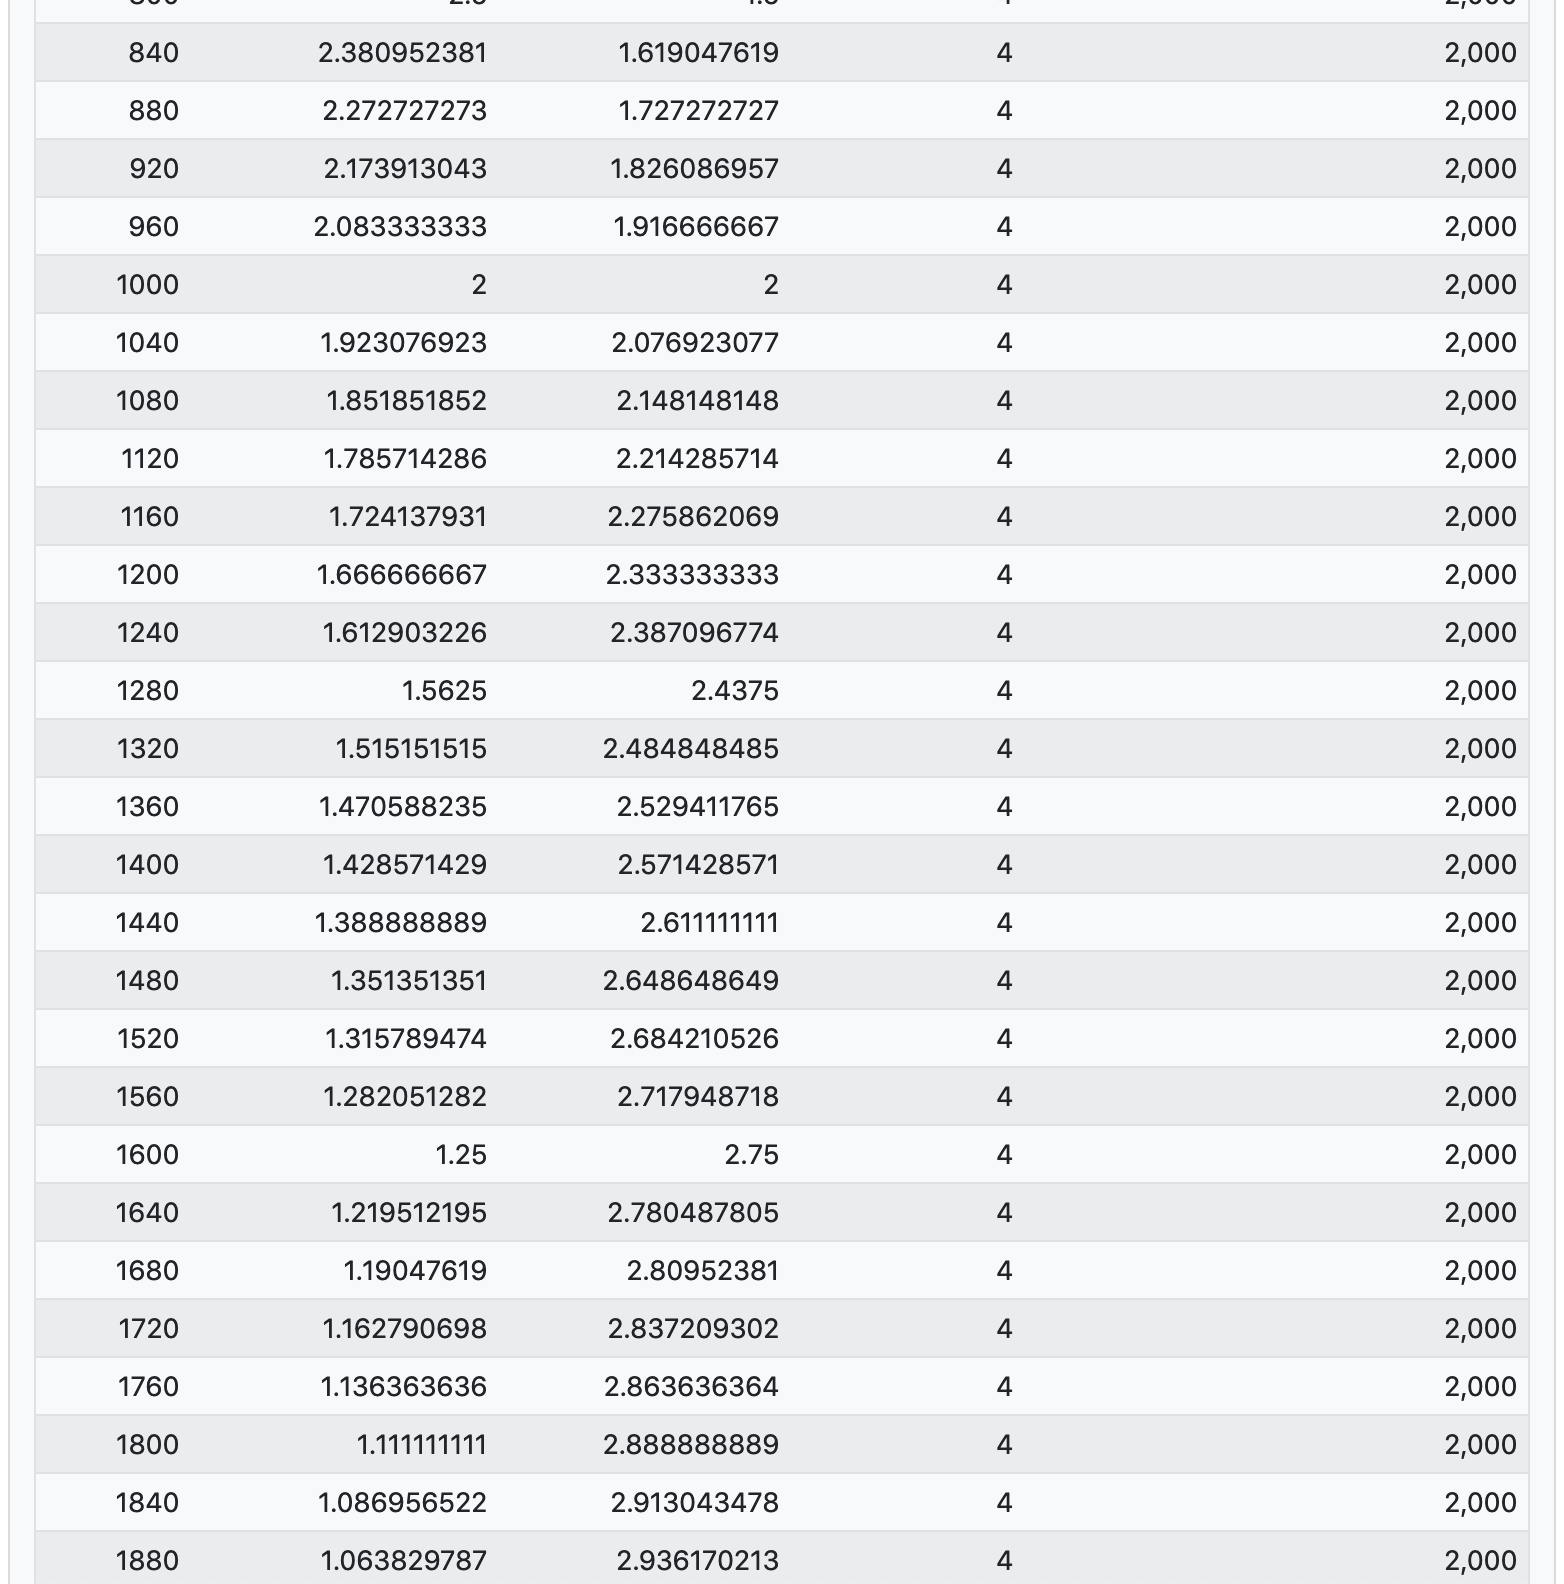 840 2.380952381 1.619047619 4 2,000
880 2.272727273 1.727272727 4 2,000
920 2.173913043 1.826086957 4 2,000
960 2.083333333 1.916666667 4 2,000
1000 2 2 4 2,000
1040 1.923076923 2.076923077 4 2,000
1080 1.851851852 2.148148148 4 2,000
1120 1.785714286 2.214285714 4 2,000
1160 1.724137931 2.275862069 4 2,000
1200 1.666666667 2.333333333 4 2,000
1240 1.612903226 2.387096774 4 2,000
1280 1.5625 2.4375 4 2,000
1320 1.515151515 2.484848485 4 2,000
1360 1.470588235 2.529411765 4 2,000
1400 1.428571429 2.571428571 4 2,000
1440 1.388888889 2.611111111 4 2,000
1480 1.351351351 2.648648649 4 2,000
1520 1.315789474 2.684210526 4 2,000
1560 1.282051282 2.717948718 4 2,000
1600 1.25 2.75 4 2,000
1640 1.219512195 2.780487805 4 2,000
1680 1.19047619 2.80952381 4 2,000
1720 1.162790698 2.837209302 4 2,000
1760 1.136363636 2.863636364 4 2,000
1800 1.111111111 2.888888889 4 2,000
1840 1.086956522 2.913043478 4 2,000
1880 1.063829787 2.936170213 4 2,000